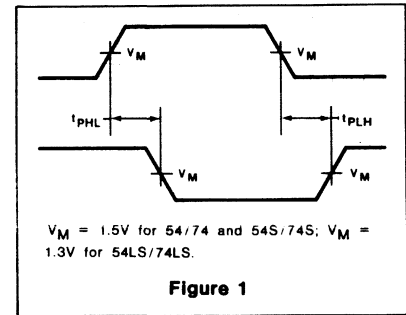 VM
VM
tPHL
tPLH
VM
VM
VM = 1.5V for 54/74 and 54S/74S; VM =
1.3V for 54LS/74LS.
Figure 1